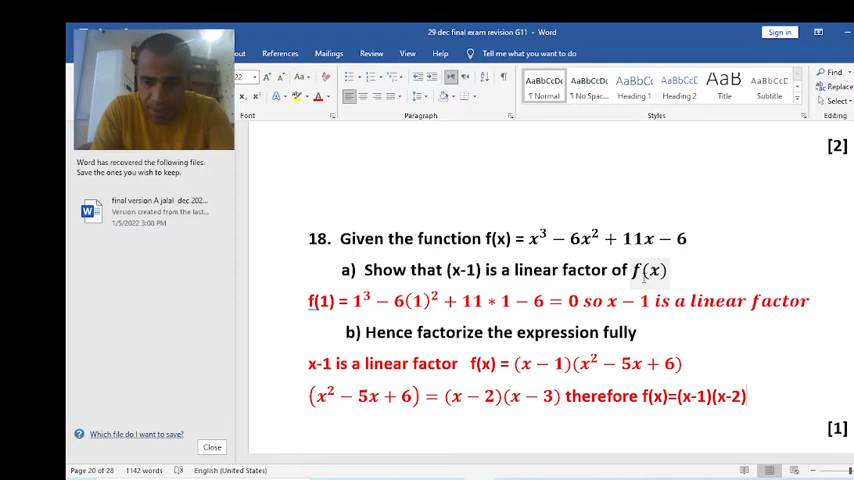 29 dec final exam revision G11 - Word
Sign in
References Mailings Review View Help Tell me what you want to do
22
Aa
AaBbCcDc AaBbCcDc AaBbCc AaBbCcD AaB AaBbCcDc
¶ Normal ¶ No Spac... Heading 1 Heading 2 Title Subtitle
Find
Replace
Select
Paragraph Styles Editing
Word has recovered the following files.
Save the ones you wish to keep.
final version A jalal dec 202...
Version created from the last...
1/5/2022 3:08 PM
[2]
18. Given the function f(x) = x³ − 6x² + 11x − 6
a) Show that (x-1) is a linear factor of f(x)
f(1) = 1³ − 6(1)² + 11 ∗ 1 − 6 = 0 so x − 1 is a linear factor
b) Hence factorize the expression fully
x-1 is a linear factor f(x) = (x − 1)(x² − 5x + 6)
(x² − 5x + 6) = (x − 2)(x − 3) therefore f(x)=(x-1)(x-2)
[1]
Which file do I want to save?
Close
Page 20 of 28 1142 words English (United States)